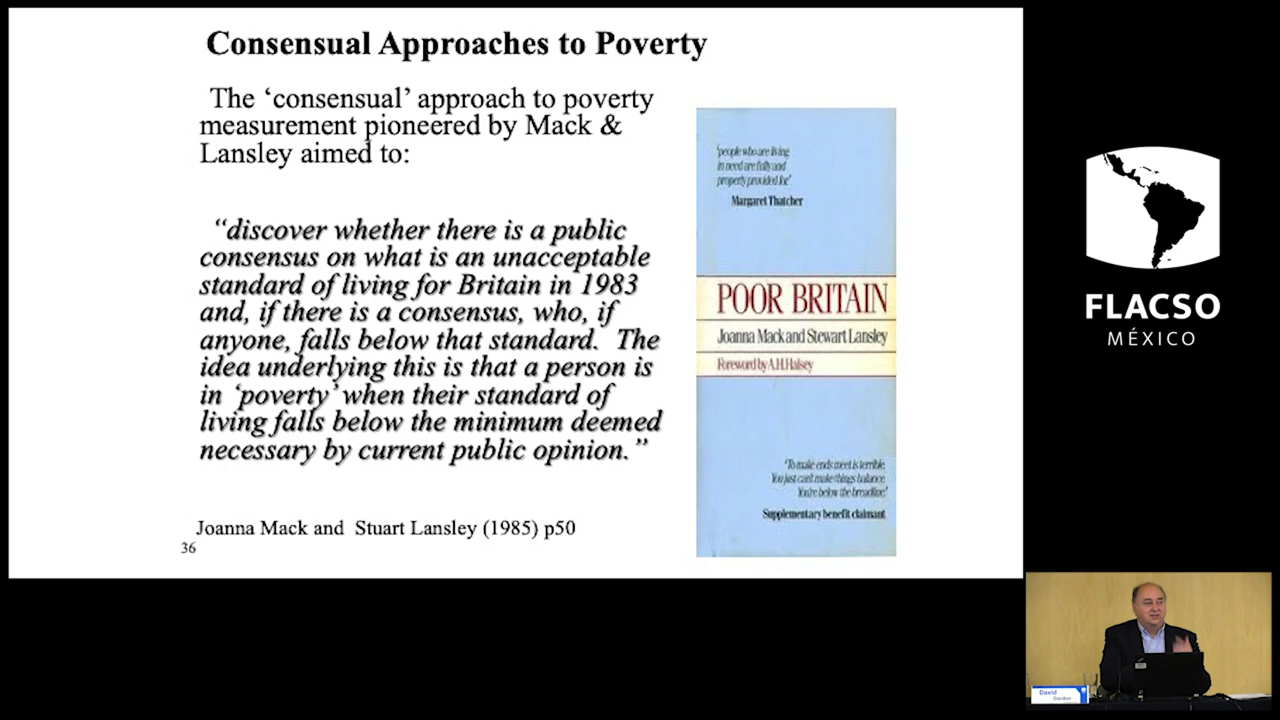 Consensual Approaches to Poverty
The ‘consensual’ approach to poverty
measurement pioneered by Mack &
Lansley aimed to:
“discover whether there is a public
consensus on what is an unacceptable
standard of living for Britain in 1983
and, if there is a consensus, who, if
anyone, falls below that standard. The
idea underlying this is that a person is
in ‘poverty’ when their standard of
living falls below the minimum deemed
necessary by current public opinion.”
Joanna Mack and Stuart Lansley (1985) p50
36
‘people who are living
in need are fully and
properly provided for’
Margaret Thatcher
POOR BRITAIN
Joanna Mack and Stewart Lansley
Foreword by A.H. Halsey
‘To make ends meet is terrible.
You just can't make things balance.
You're below the breadline’
Supplementary benefit claimant
FLACSO
MÉXICO
David
Gordon